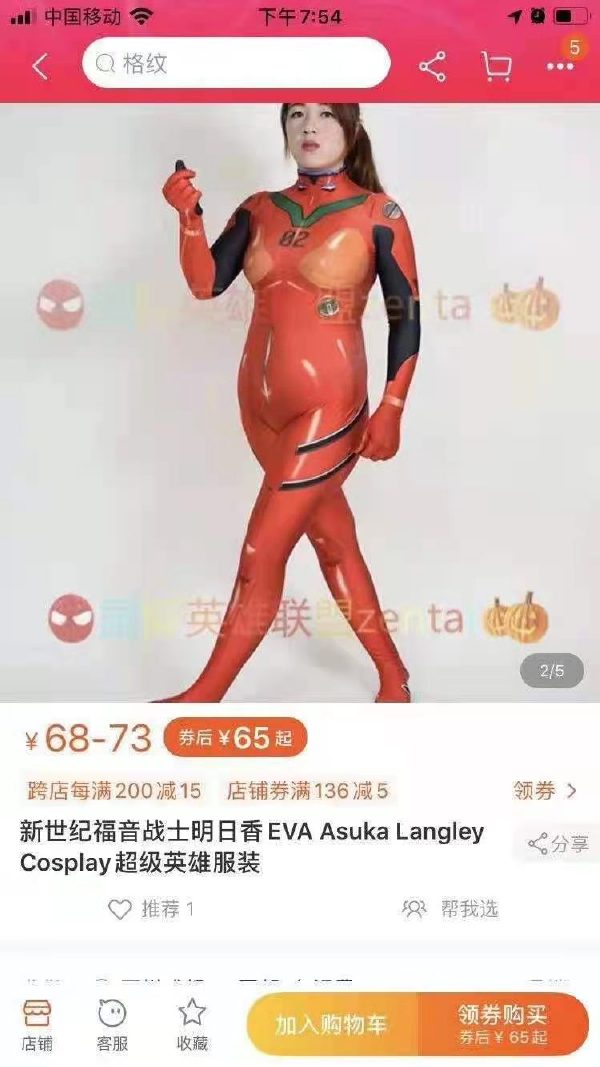 中国移动
下午7:54
格纹
5
02
英雄 盟zenta
英雄联盟zentai
2/5
¥68-73 券后¥65起
跨店每满200减15 店铺券满136减5 领券
新世纪福音战士明日香EVA Asuka Langley
Cosplay超级英雄服装
分享
推荐 1 帮我选
店铺 客服 收藏
加入购物车
领券购买
券后¥65起